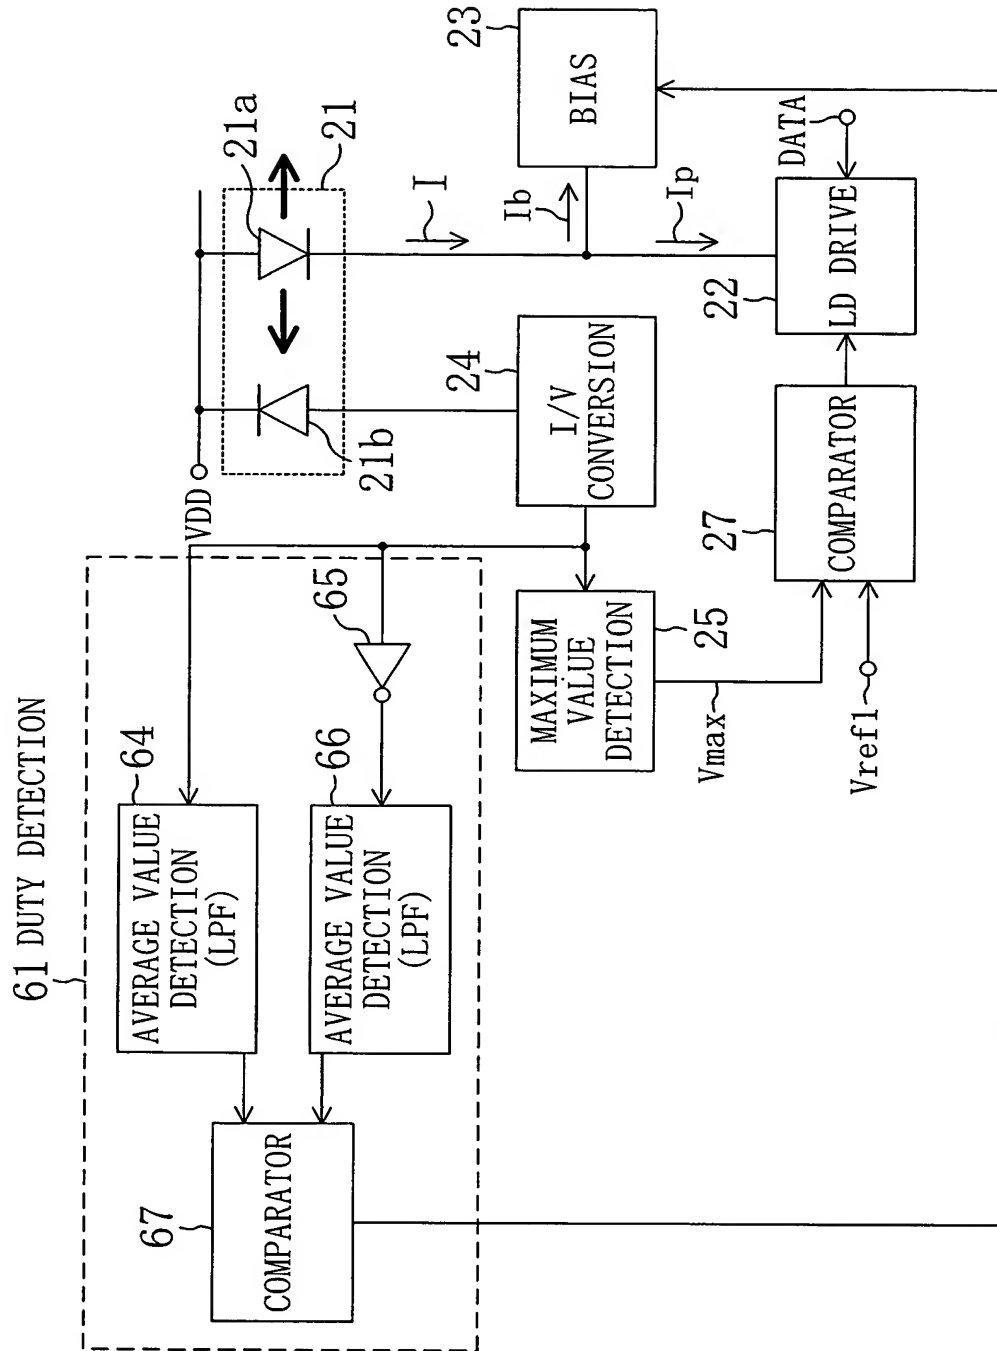 61 DUTY DETECTION
67
COMPARATOR
64
AVERAGE VALUE
DETECTION
(LPF)
66
AVERAGE VALUE
DETECTION
(LPF)
65
VDD
21a
21
21b
I
Ib
Ip
23
BIAS
24
I/V
CONVERSION
MAXIMUM
VALUE
DETECTION
25
Vmax
Vref1
27
COMPARATOR
22
LD DRIVE
DATA